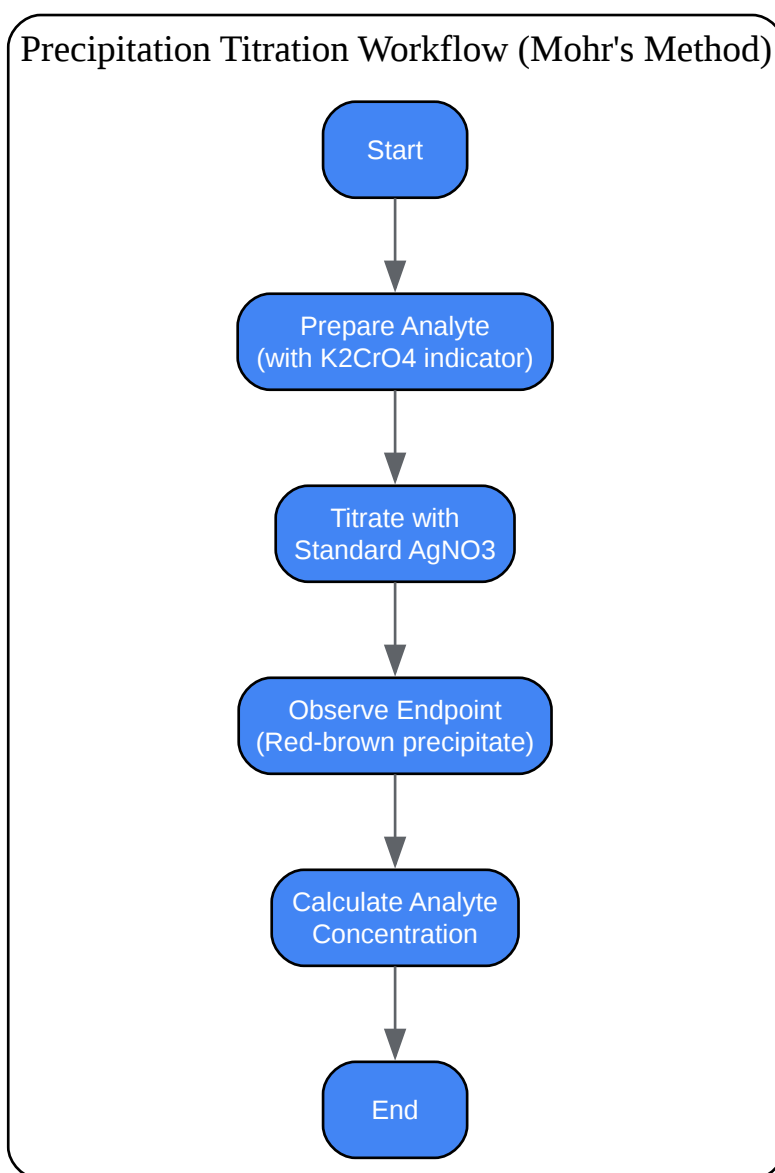 Precipitation Titration Workflow (Mohr's Method)
Start
Prepare Analyte
(with K2CrO4 indicator)
Titrate with
Standard AgNO3
Observe Endpoint
(Red-brown precipitate)
Calculate Analyte
Concentration
End